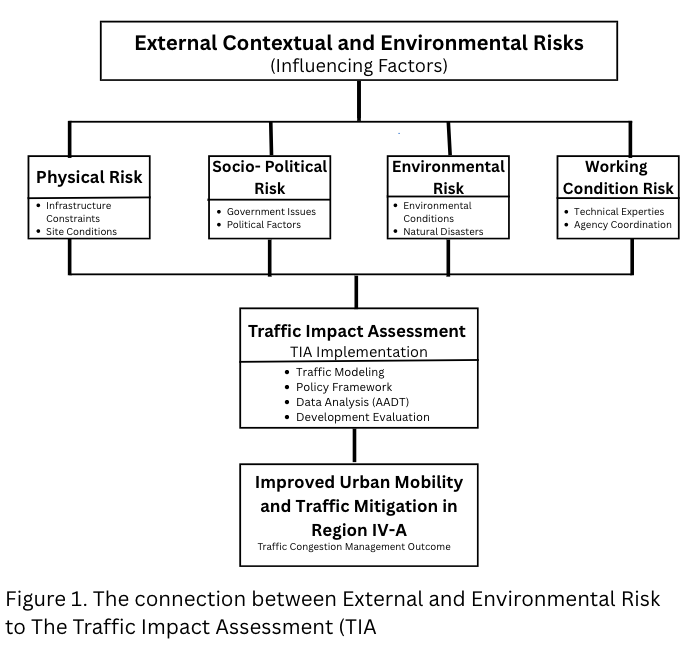 External Contextual and Environmental Risks
(Influencing Factors)
Physical Risk
• Infrastructure
Constraints
• Site Conditions
Socio- Political
Risk
• Government Issues
• Political Factors
Environmental
Risk
• Environmental
Conditions
• Natural Disasters
Working
Condition Risk
• Technical Experties
• Agency Coordination
Traffic Impact Assessment
TIA Implementation
• Traffic Modeling
• Policy Framework
• Data Analysis (AADT)
• Development Evaluation
Improved Urban Mobility
and Traffic Mitigation in
Region IV-A
Traffic Congestion Management Outcome
Figure 1. The connection between External and Environmental Risk
to The Traffic Impact Assessment (TIA